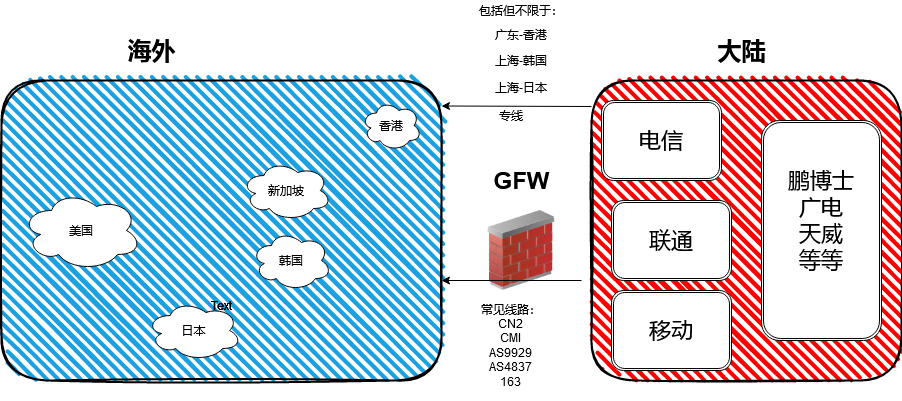 包括但不限于：
广东-香港
上海-韩国
上海-日本
专线
海外
大陆
香港
新加坡
美国
韩国
Text
日本
GFW
常见线路：
CN2
CMI
AS9929
AS4837
163
电信
联通
移动
鹏博士
广电
天威
等等